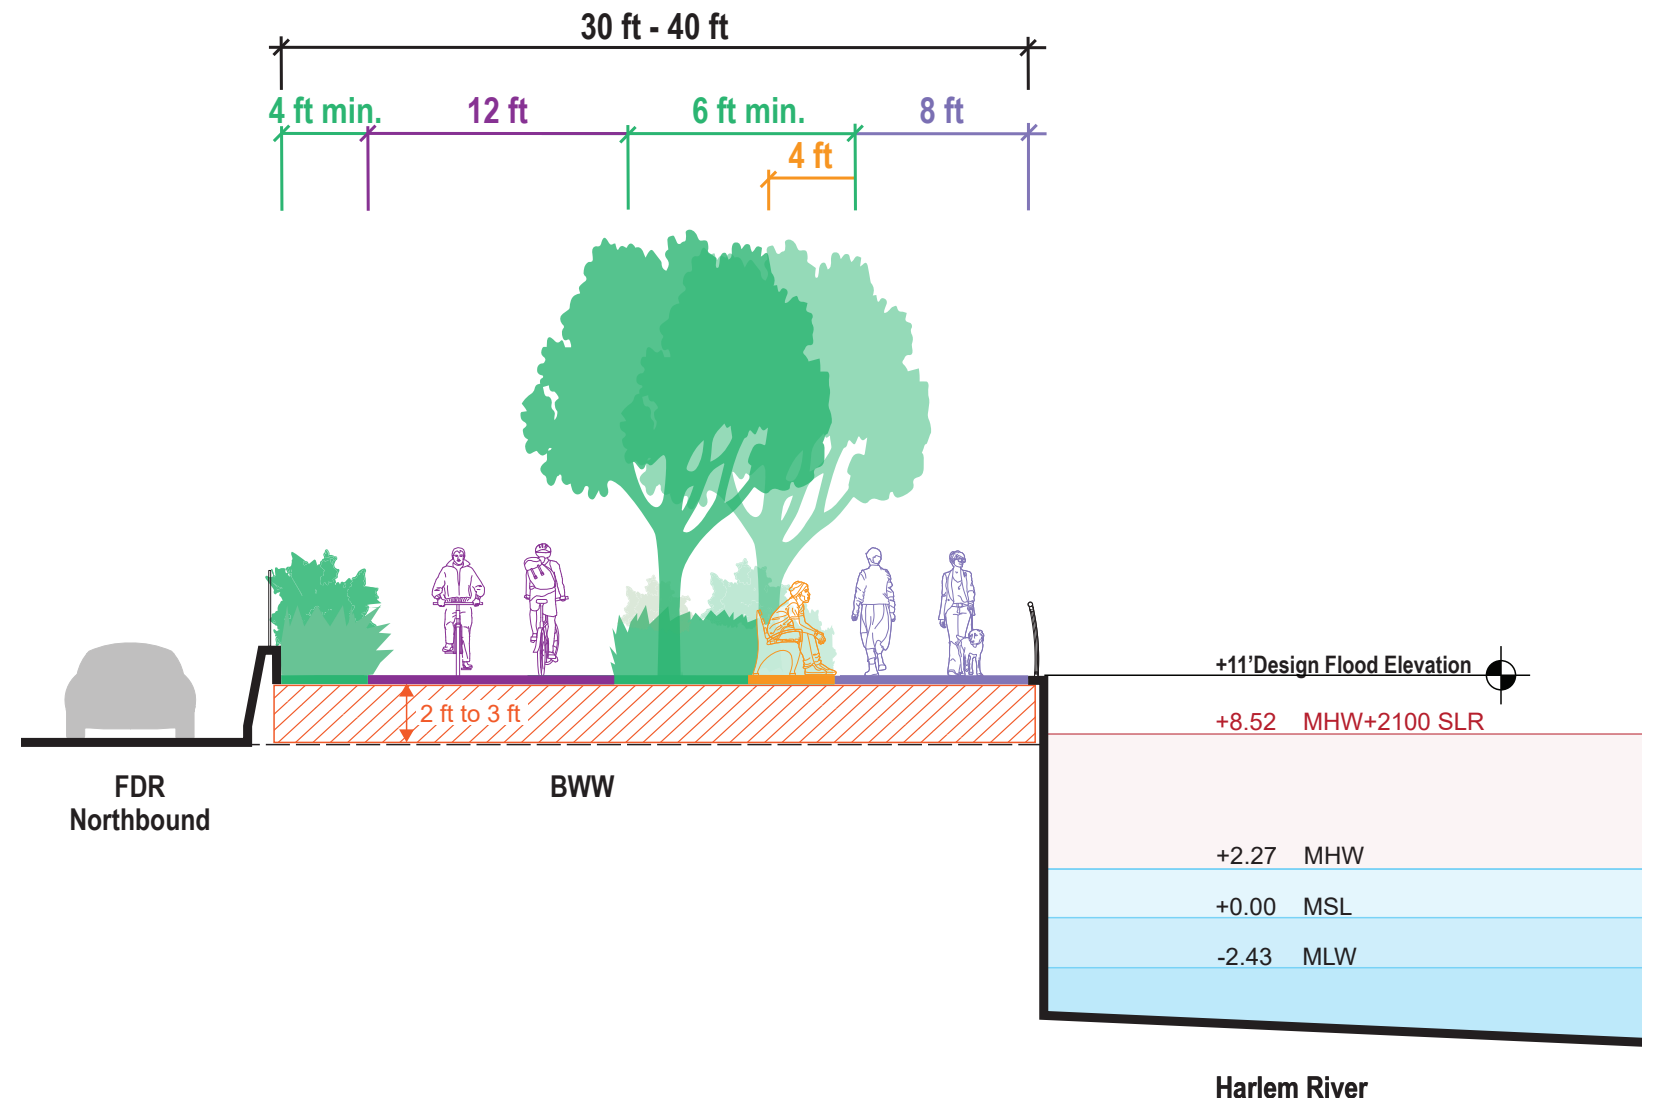 30 ft - 40 ft
4 ft min.
12 ft
6 ft min.
8 ft
4 ft
+11'Design Flood Elevation
2 ft to 3 ft
+8.52 MHW+2100 SLR
FDR
Northbound
BWW
+2.27 MHW
+0.00 MSL
-2.43 MLW
Harlem River